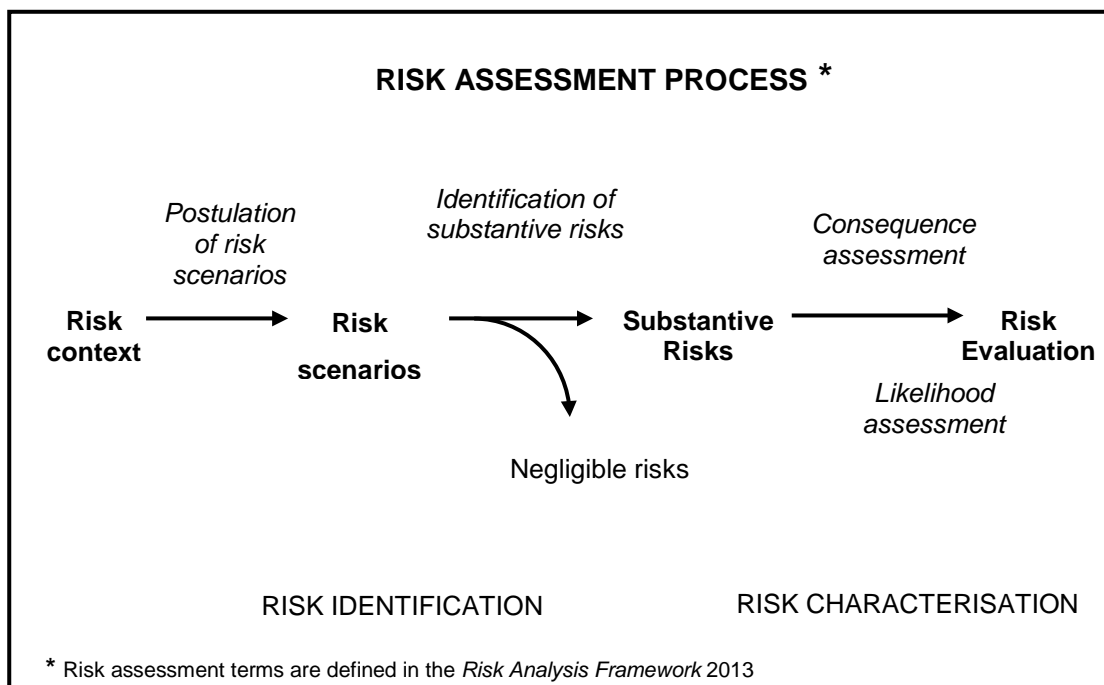 RISK ASSESSMENT PROCESS *
Postulation
of risk
scenarios
Identification of
substantive risks
Consequence
assessment
Risk
context
Risk
scenarios
Substantive
Risks
Risk
Evaluation
Likelihood
assessment
Negligible risks
RISK IDENTIFICATION
RISK CHARACTERISATION
* Risk assessment terms are defined in the Risk Analysis Framework 2013